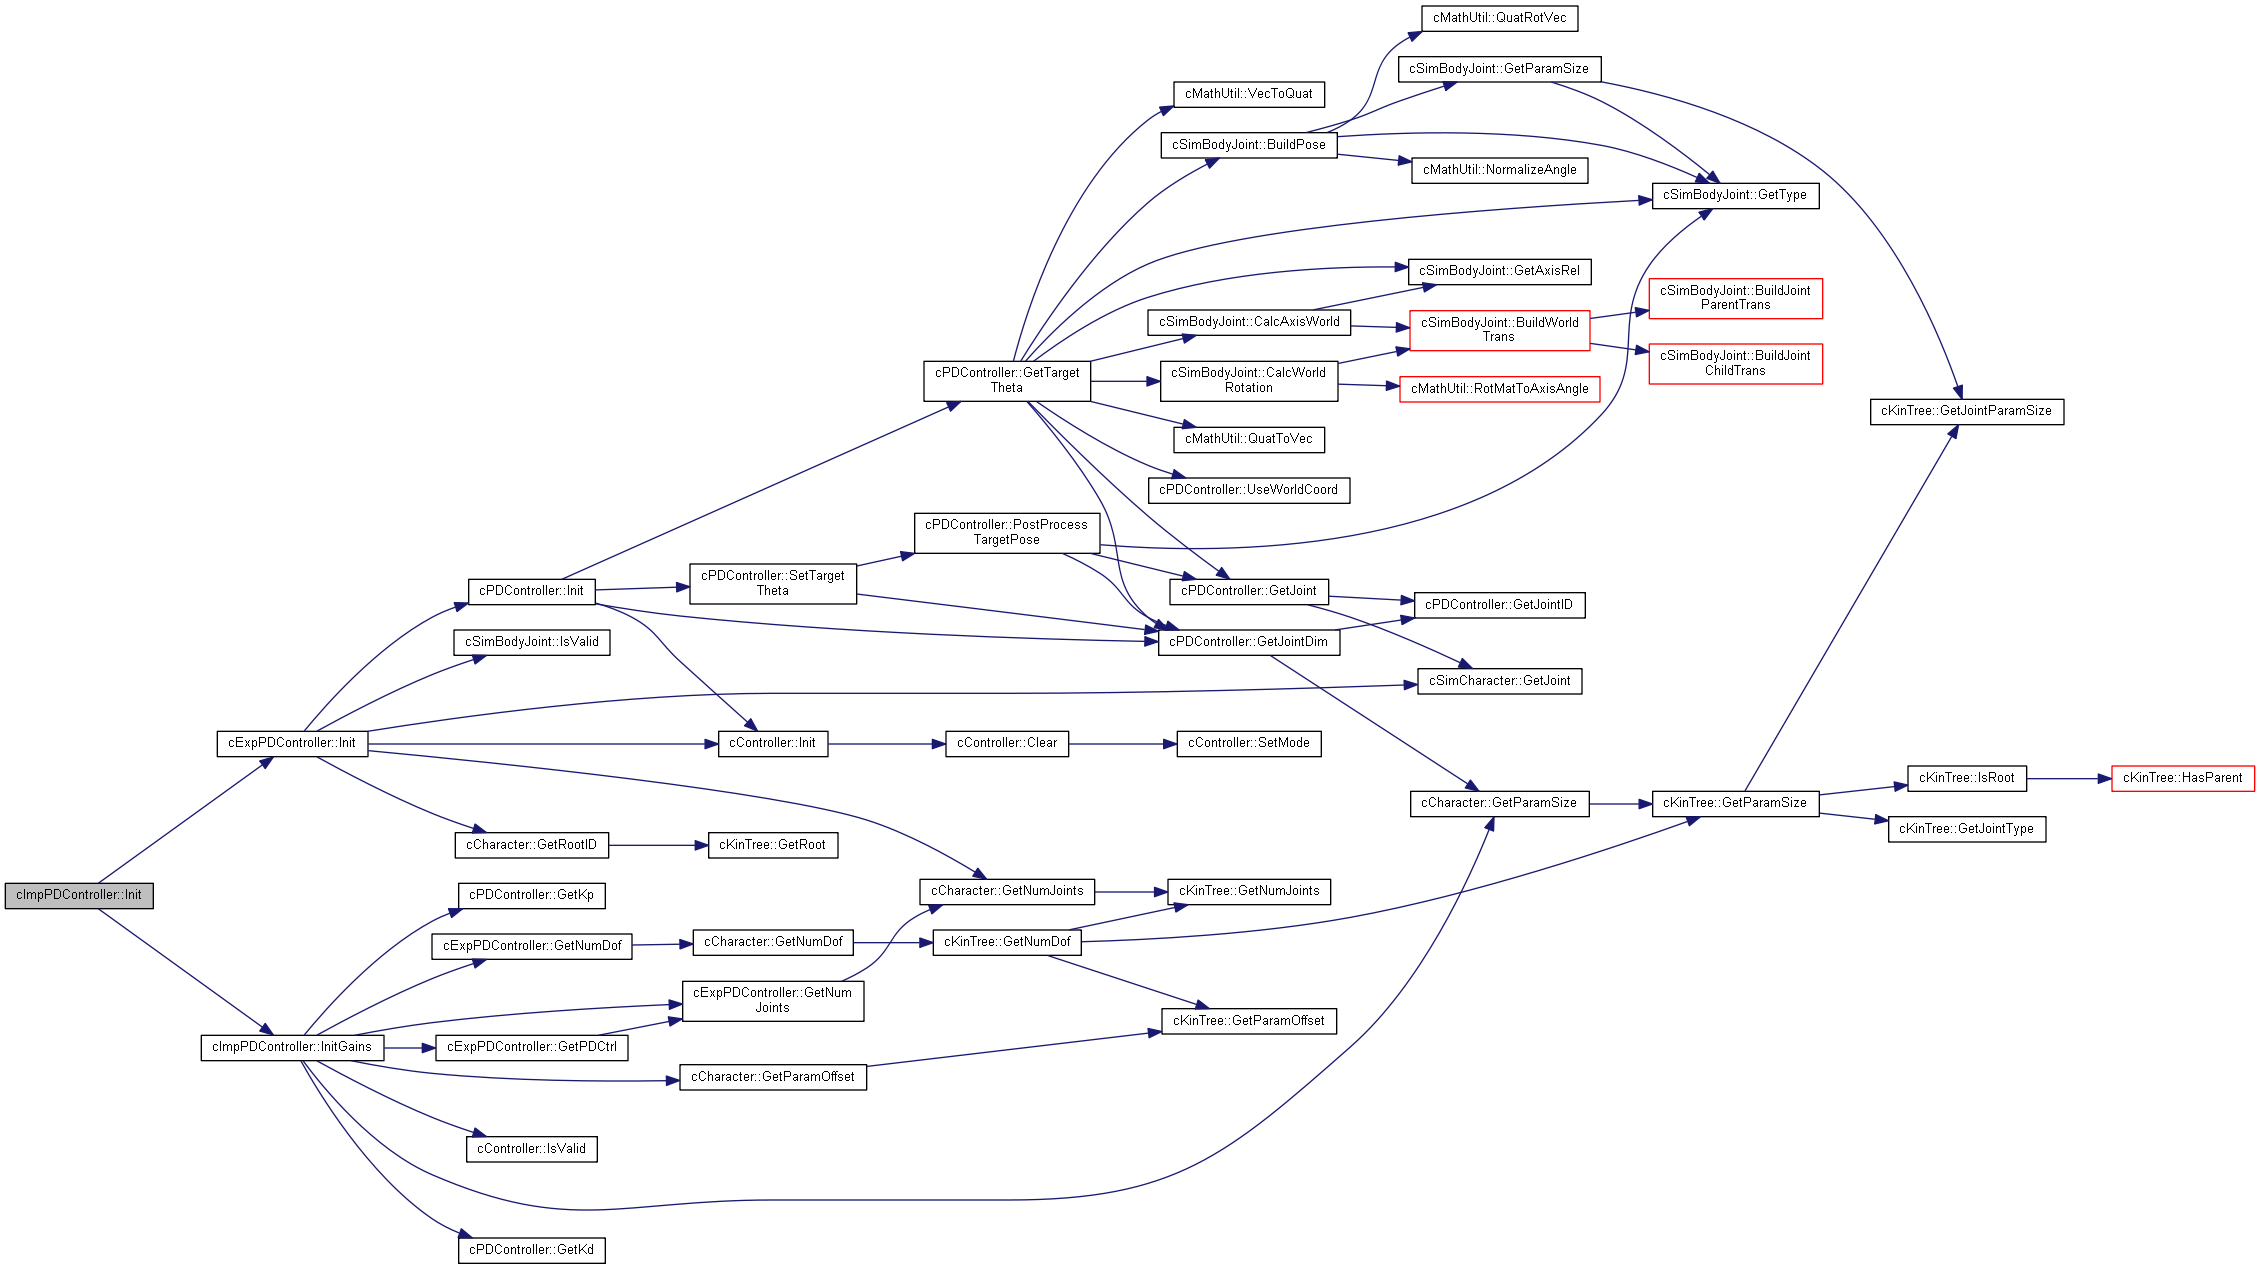 cMathUtil::QuatRotVec
cSimBodyJoint::GetParamSize
cMathUtil::VecToQuat
cSimBodyJoint::BuildPose
cMathUtil::NormalizeAngle
cSimBodyJoint::GetType
cSimBodyJoint::GetAxisRel
cSimBodyJoint::BuildJoint
ParentTrans
cSimBodyJoint::CalcAxisWorld
cSimBodyJoint::BuildWorld
Trans
cSimBodyJoint::BuildJoint
ChildTrans
cPDController::GetTarget
Theta
cSimBodyJoint::CalcWorld
Rotation
cMathUtil::RotMatToAxisAngle
cKinTree::GetJointParamSize
cMathUtil::QuatToVec
cPDController::UseWorldCoord
cPDController::PostProcess
TargetPose
cPDController::SetTarget
Theta
cPDController::Init
cPDController::GetJoint
cPDController::GetJointID
cSimBodyJoint::IsValid
cPDController::GetJointDim
cSimCharacter::GetJoint
cExpPDController::Init
cController::Init
cController::Clear
cController::SetMode
cKinTree::IsRoot
cKinTree::HasParent
cCharacter::GetParamSize
cKinTree::GetParamSize
cKinTree::GetJointType
cCharacter::GetRootID
cKinTree::GetRoot
cImpPDController::Init
cPDController::GetKp
cCharacter::GetNumJoints
cKinTree::GetNumJoints
cExpPDController::GetNumDof
cCharacter::GetNumDof
cKinTree::GetNumDof
cExpPDController::GetNum
Joints
cKinTree::GetParamOffset
cImpPDController::InitGains
cExpPDController::GetPDCtrl
cCharacter::GetParamOffset
cController::IsValid
cPDController::GetKd